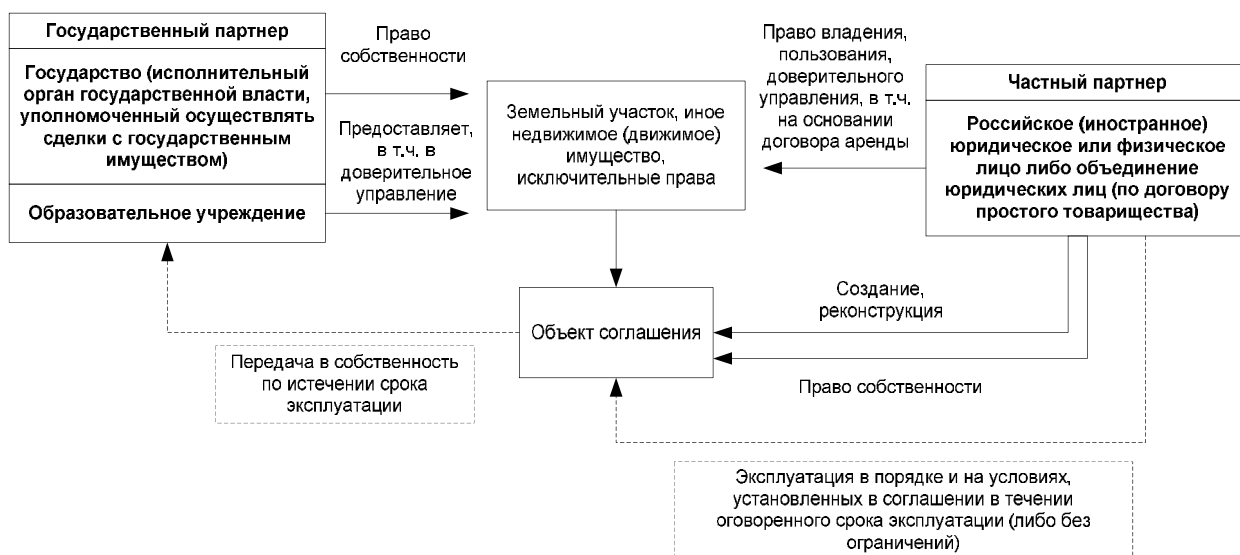 Государственный партнер
Государство (исполнительный
орган государственной власти,
уполномоченный осуществлять
сделки с государственным
имуществом)
Образовательное учреждение
Право
собственности
Предоставляет,
в т.ч. в
доверительное
управление
Земельный участок, иное
недвижимое (движимое)
имущество,
исключительные права
Право владения,
пользования,
доверительного
управления, в т.ч.
на основании
договора аренды
Частный партнер
Российское (иностранное)
юридическое или физическое
лицо либо объединение
юридических лиц (по договору
простого товарищества)
Объект соглашения
Создание,
реконструкция
Право собственности
Передача в собственность
по истечении срока
эксплуатации
Эксплуатация в порядке и на условиях,
установленных в соглашении в течении
оговоренного срока эксплуатации (либо без
ограничений)